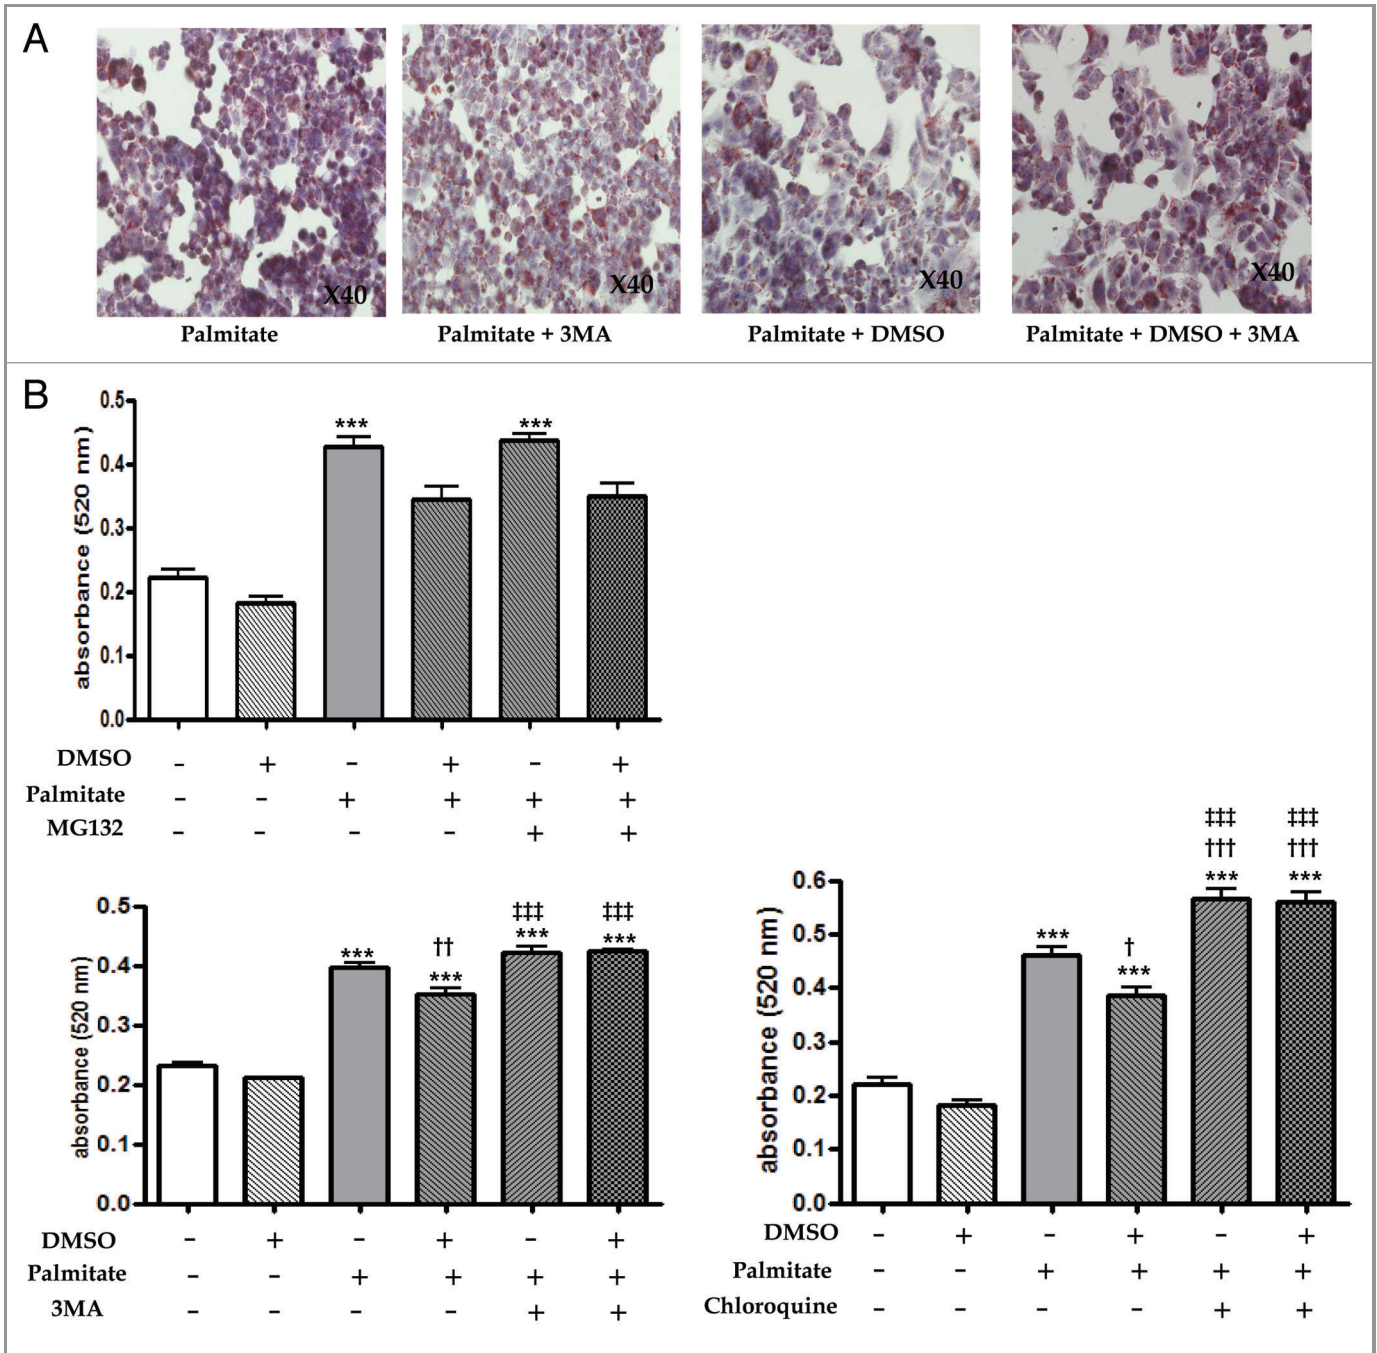 A
X40
X40
X40
X40
Palmitate
Palmitate + 3MA
Palmitate + DMSO
Palmitate + DMSO + 3MA
B
absorbance (520 nm)
0.5
0.4
0.3
0.2
0.1
0.0
***
***
DMSO - + - + - +
Palmitate - - + + + +
MG132 - - - - + +
absorbance (520 nm)
0.5
0.4
0.3
0.2
0.1
0.0
‡‡‡ ‡‡‡
*** †† *** ***
***
DMSO - + - + - +
Palmitate - - + + + +
3MA - - - - + +
absorbance (520 nm)
0.6
0.5
0.4
0.3
0.2
0.1
0.0
‡‡‡ ‡‡‡
††† †††
*** † *** ***
***
DMSO - + - + - +
Palmitate - - + + + +
Chloroquine - - - - + +